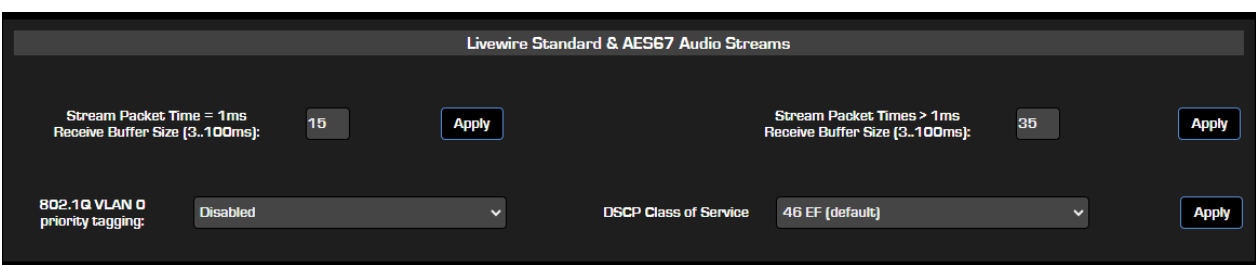 Livewire Standard & AES67 Audio Streams
Stream Packet Time = 1ms
Receive Buffer Size (3..100ms):
15
Apply
Stream Packet Times > 1ms
Receive Buffer Size (3..100ms):
35
Apply
802.1Q VLAN 0
priority tagging:
Disabled
DSCP Class of Service
46 EF (default)
Apply